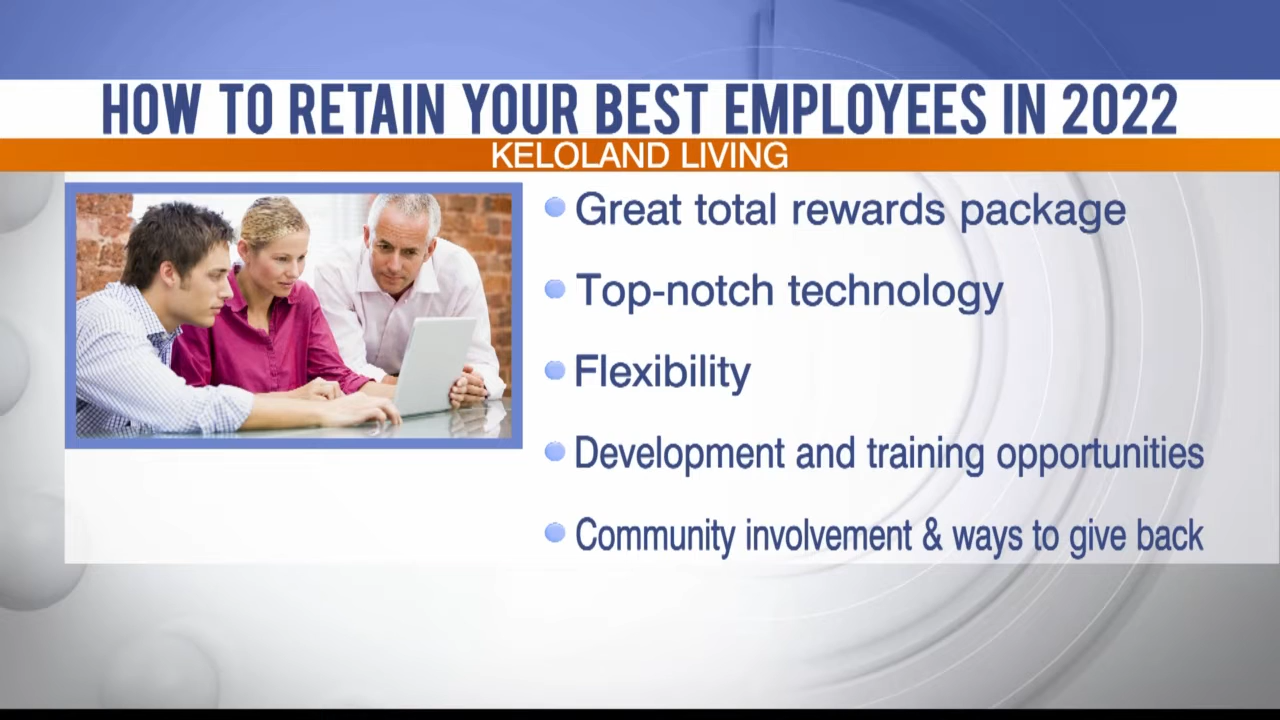 HOW TO RETAIN YOUR BEST EMPLOYEES IN 2022
KELOLAND LIVING
Great total rewards package
Top-notch technology
Flexibility
Development and training opportunities
Community involvement & ways to give back